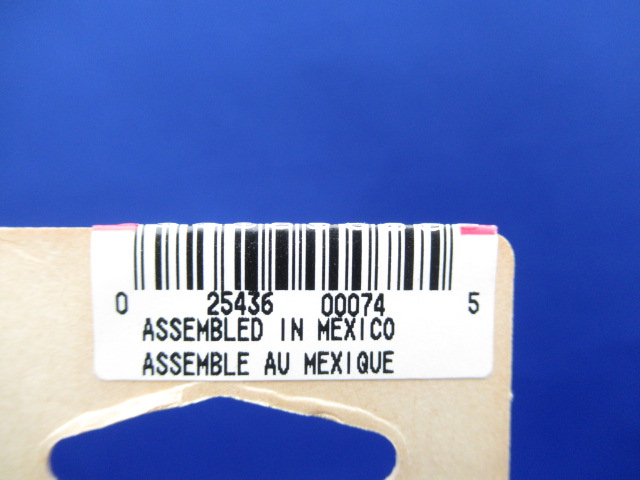 0 25436 00074 5
ASSEMBLED IN MEXICO
ASSEMBLE AU MEXIQUE